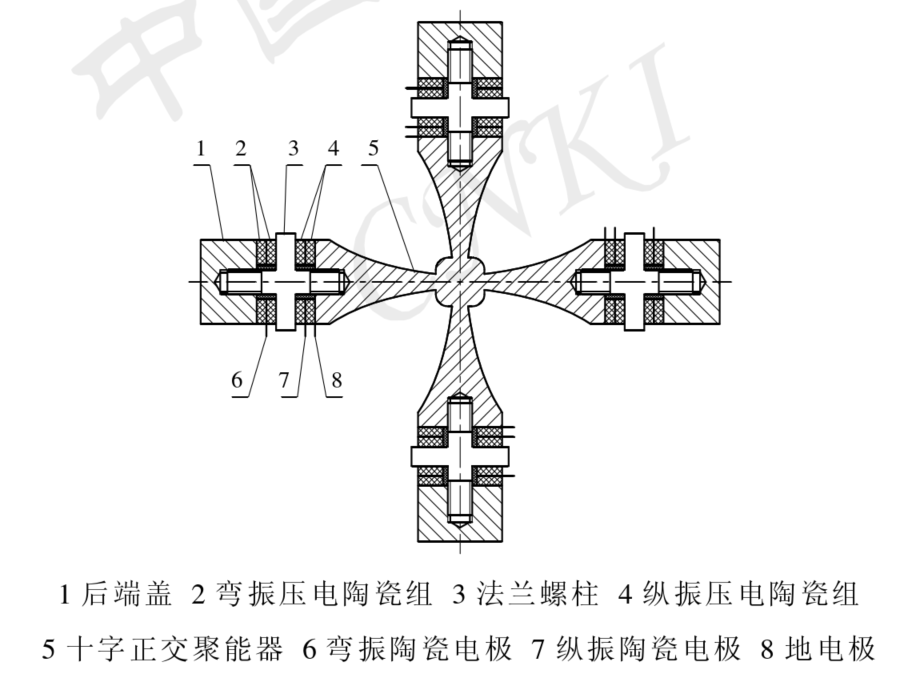 中国
CNKI
1 2 3 4 5
6 7 8
1 后端盖 2 弯振压电陶瓷组 3 法兰螺柱 4 纵振压电陶瓷组
5 十字正交聚能器 6 弯振陶瓷电极 7 纵振陶瓷电极 8 地电极